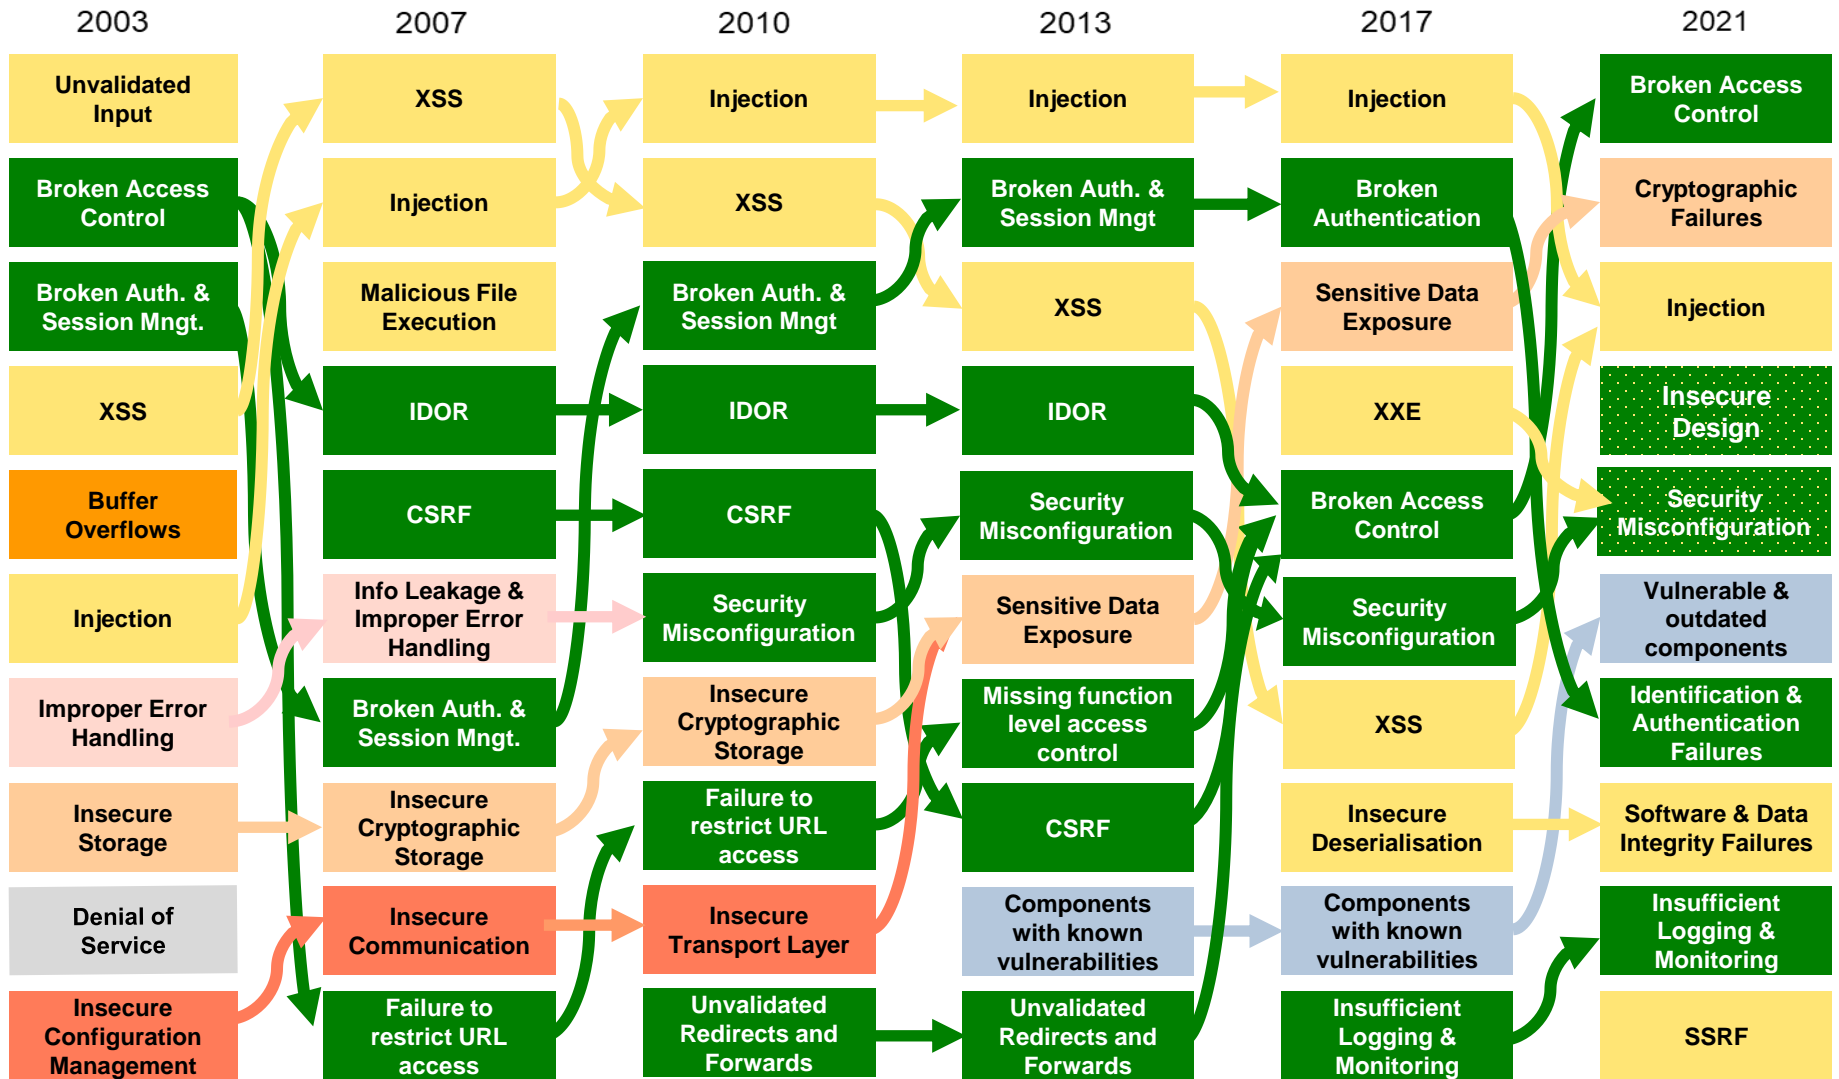 2003
2007
2010
2013
2017
2021
Unvalidated
Input
Broken Access
Control
Broken Auth. &
Session Mngt.
XSS
Buffer
Overflows
Injection
Improper Error
Handling
Insecure
Storage
Denial of
Service
Insecure
Configuration
Management
XSS
Injection
Malicious File
Execution
IDOR
CSRF
Info Leakage &
Improper Error
Handling
Broken Auth. &
Session Mngt.
Insecure
Cryptographic
Storage
Insecure
Communication
Failure to
restrict URL
access
Injection
XSS
Broken Auth. &
Session Mngt
IDOR
CSRF
Security
Misconfiguration
Insecure
Cryptographic
Storage
Failure to
restrict URL
access
Insecure
Transport Layer
Unvalidated
Redirects and
Forwards
Injection
Broken Auth. &
Session Mngt
XSS
IDOR
Security
Misconfiguration
Sensitive Data
Exposure
Missing function
level access
control
CSRF
Components
with known
vulnerabilities
Unvalidated
Redirects and
Forwards
Injection
Broken
Authentication
Sensitive Data
Exposure
XXE
Broken Access
Control
Security
Misconfiguration
XSS
Insecure
Deserialisation
Components
with known
vulnerabilities
Insufficient
Logging &
Monitoring
Broken Access
Control
Cryptographic
Failures
Injection
Insecure
Design
Security
Misconfiguration
Vulnerable &
outdated
components
Identification &
Authentication
Failures
Software & Data
Integrity Failures
Insufficient
Logging &
Monitoring
SSRF